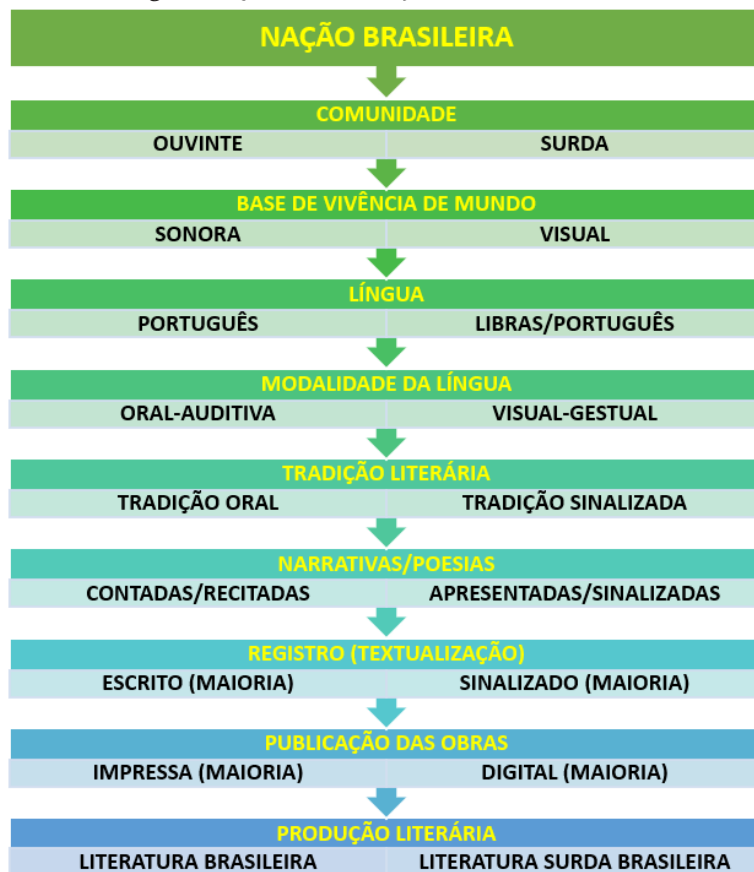 NAÇÃO BRASILEIRA
COMUNIDADE
OUVINTE SURDA
BASE DE VIVÊNCIA DE MUNDO
SONORA VISUAL
LÍNGUA
PORTUGUÊS LIBRAS/PORTUGUÊS
MODALIDADE DA LÍNGUA
ORAL-AUDITIVA VISUAL-GESTUAL
TRADIÇÃO LITERÁRIA
TRADIÇÃO ORAL TRADIÇÃO SINALIZADA
NARRATIVAS/POESIAS
CONTADAS/RECITADAS APRESENTADAS/SINALIZADAS
REGISTRO (TEXTUALIZAÇÃO)
ESCRITO (MAIORIA) SINALIZADO (MAIORIA)
PUBLICAÇÃO DAS OBRAS
IMPRESSA (MAIORIA) DIGITAL (MAIORIA)
PRODUÇÃO LITERÁRIA
LITERATURA BRASILEIRA LITERATURA SURDA BRASILEIRA